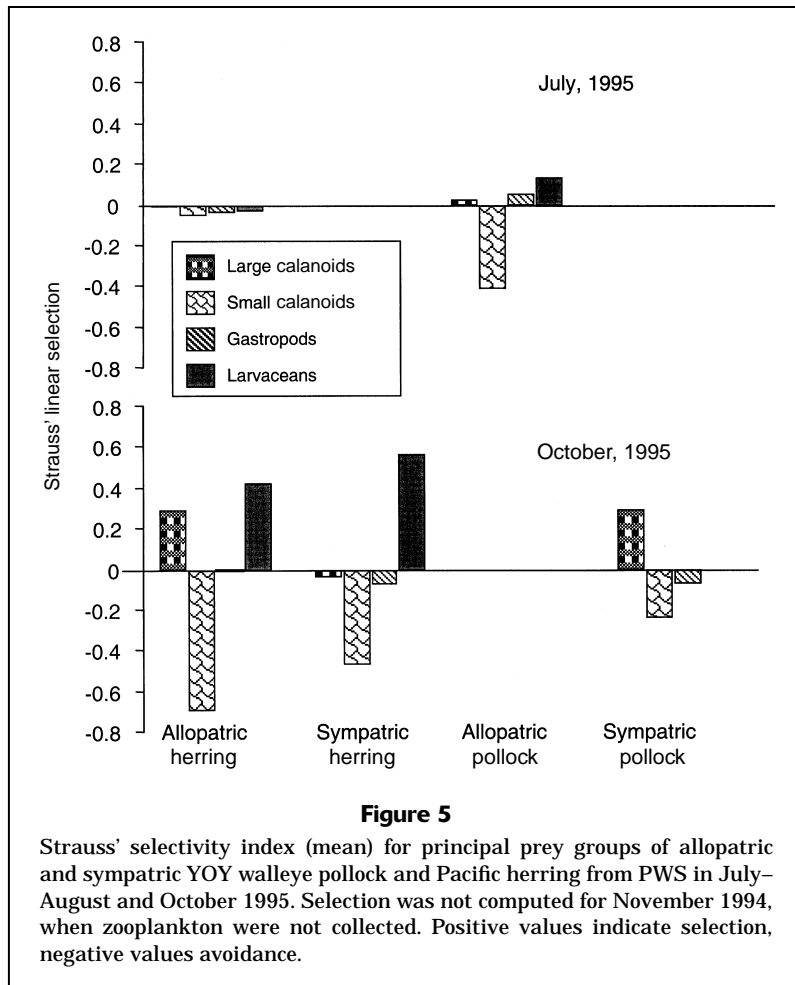 0.8
0.6
July, 1995
0.4
0.2
0
-0.2
-0.4
-0.6
-0.8
Large calanoids
Small calanoids
Gastropods
Larvaceans
Strauss’ linear selection
0.8
0.6
October, 1995
0.4
0.2
0
-0.2
-0.4
-0.6
-0.8
Allopatric herring
Sympatric herring
Allopatric pollock
Sympatric pollock
Figure 5
Strauss’ selectivity index (mean) for principal prey groups of allopatric
and sympatric YOY walleye pollock and Pacific herring from PWS in July–
August and October 1995. Selection was not computed for November 1994,
when zooplankton were not collected. Positive values indicate selection,
negative values avoidance.